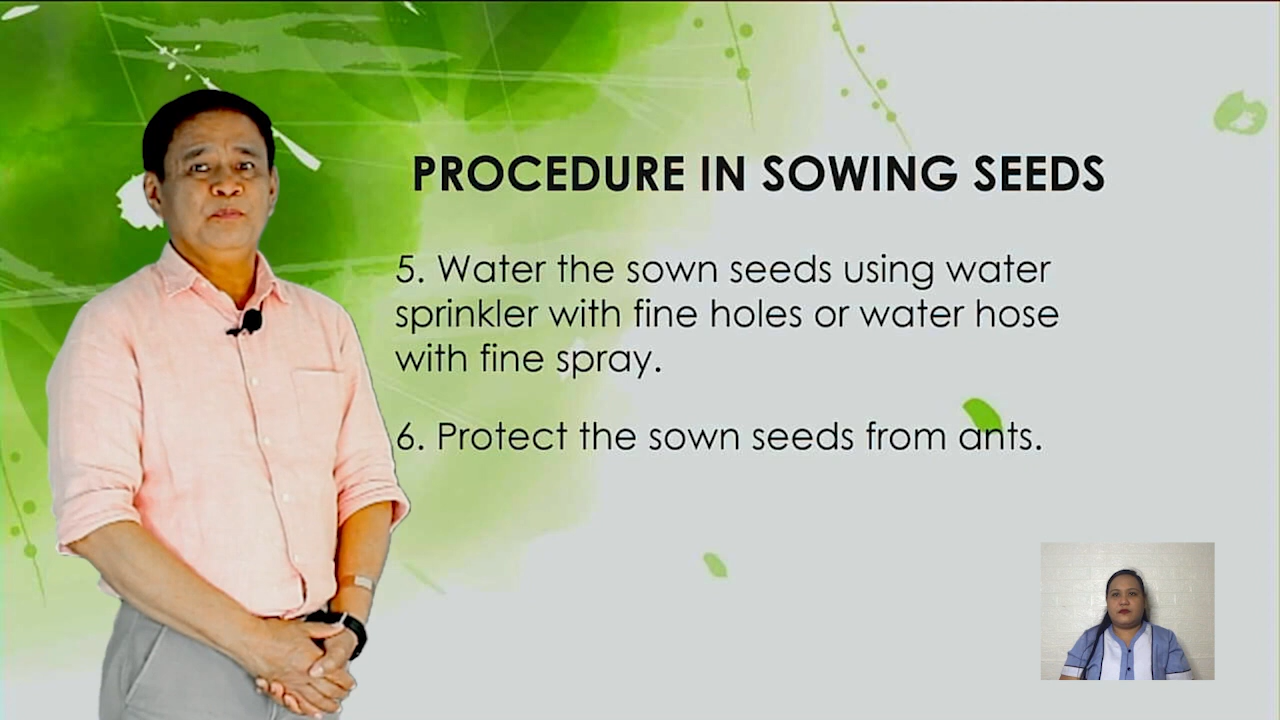 PROCEDURE IN SOWING SEEDS
5. Water the sown seeds using water
sprinkler with fine holes or water hose
with fine spray.
6. Protect the sown seeds from ants.